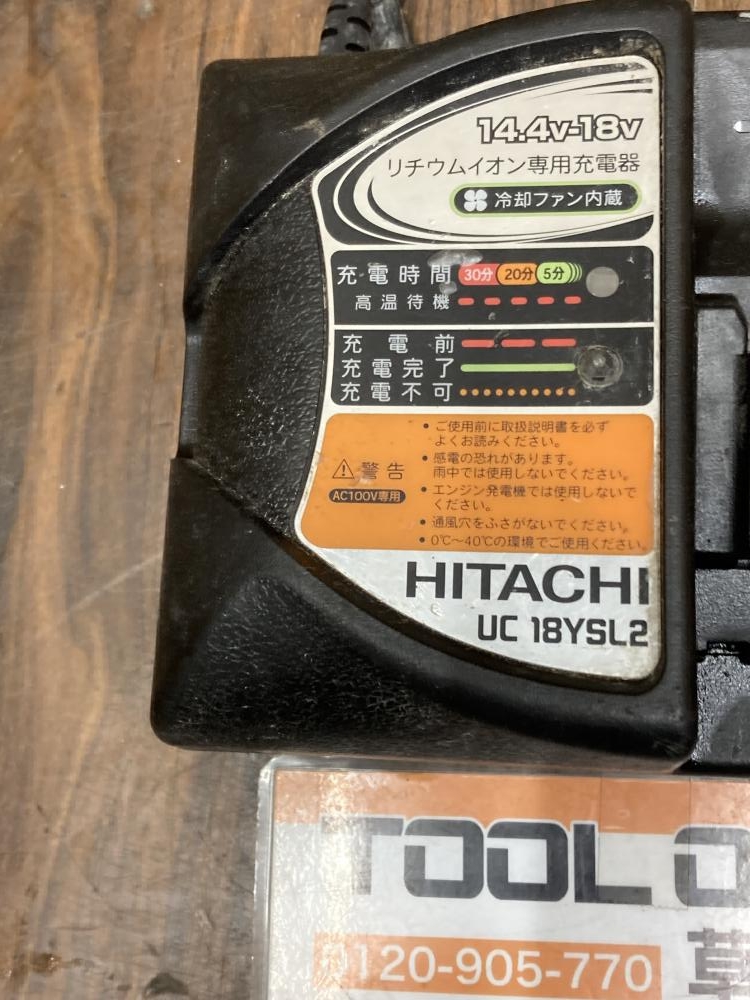 14.4v-18v
リチウムイオン専用充電器
冷却ファン内蔵
充電時間 30分 20分 5分
高温待機
充電前
充電完了
充電不可
警告
AC100V専用
• ご使用前に取扱説明書を必ず
よくお読みください。
• 感電の恐れがあります。
雨中では使用しないでください。
• エンジン発電機では使用しないで
ください。
• 通風穴をふさがないでください。
• 0℃～40℃の環境でご使用ください。
HITACHI
UC 18YSL2
TOOL O
0120-905-770